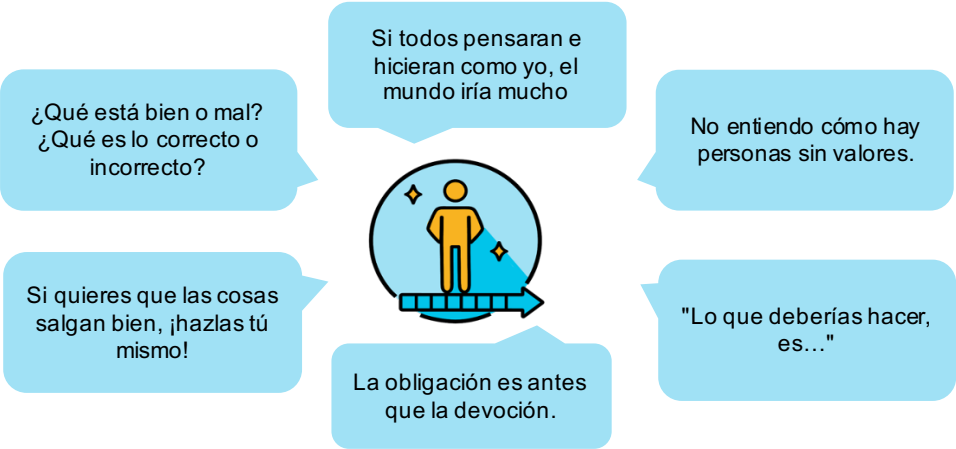 Si todos pensaran e
hicieran como yo, el
mundo iría mucho
¿Qué está bien o mal?
¿Qué es lo correcto o
incorrecto?
No entiendo cómo hay
personas sin valores.
Si quieres que las cosas
salgan bien, ¡hazlas tú
mismo!
"Lo que deberías hacer,
es…"
La obligación es antes
que la devoción.